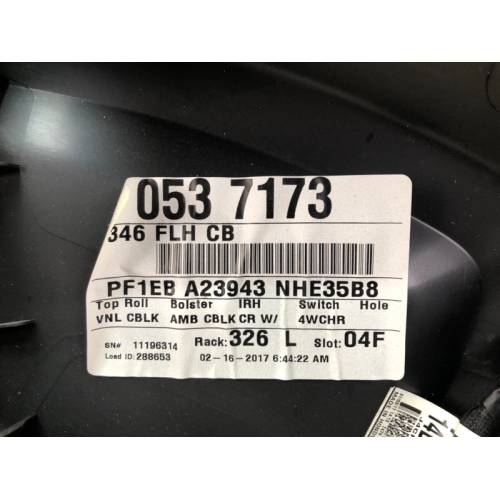 053 7173
346 FLH CB
PF1EB A23943 NHE35B8
Top Roll Bolster IRH Switch Hole
VNL CBLK AMB CBLK CR W/ 4WCHR
SN# 11196314 Rack: 326 L Slot: 04F
Load ID: 288653 02-16-2017 6:44:22 AM